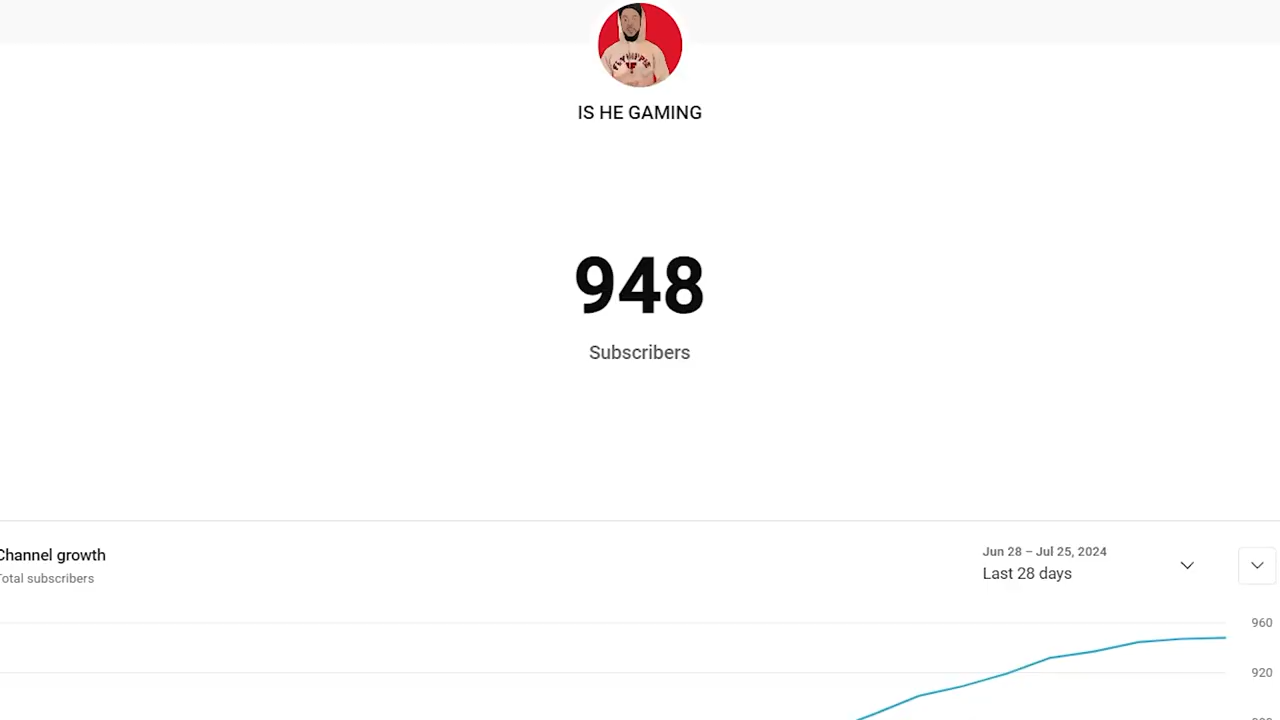 IS HE GAMING
948
Subscribers
Channel growth
Total subscribers
Jun 28 – Jul 25, 2024
Last 28 days
960
920